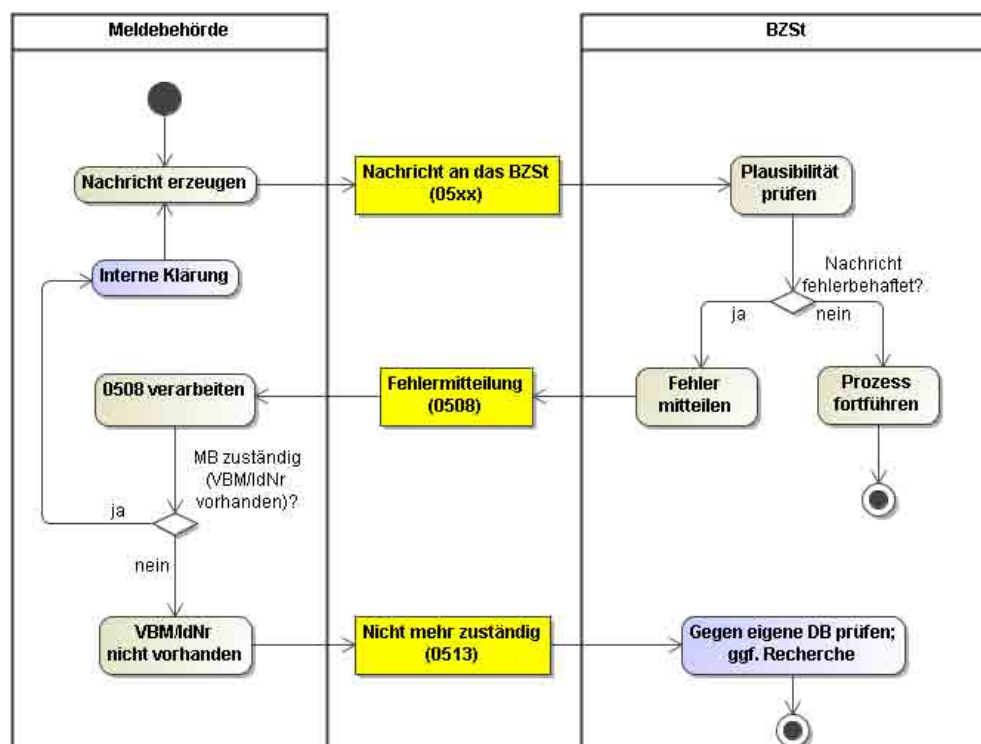 Meldebehörde
BZSt
Nachricht erzeugen
Nachricht an das BZSt
(05xx)
Plausibilität
prüfen
Interne Klärung
Nachricht
fehlerbehaftet?
ja
nein
0508 verarbeiten
Fehlermitteilung
(0508)
Fehler
mitteilen
Prozess
fortführen
MB zuständig
(VBM/IdNr
vorhanden)?
ja
nein
VBM/IdNr
nicht vorhanden
Nicht mehr zuständig
(0513)
Gegen eigene DB prüfen;
ggf. Recherche